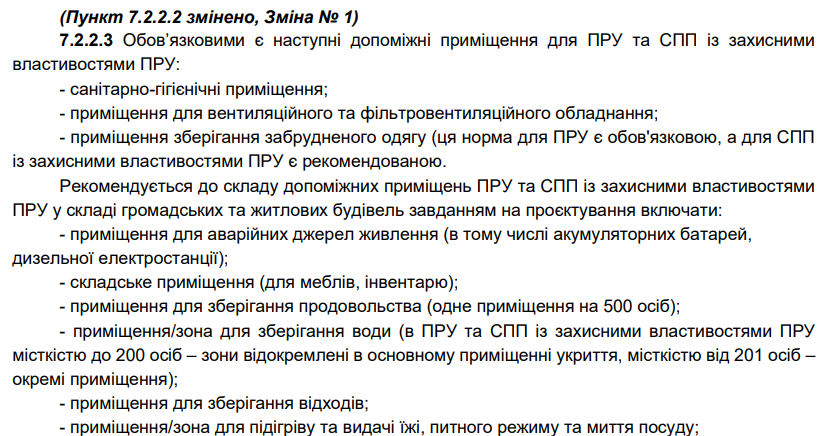 (Пункт 7.2.2.2 змінено, Зміна № 1)
7.2.2.3 Обов’язковими є наступні допоміжні приміщення для ПРУ та СПП із захисними
властивостями ПРУ:
- санітарно-гігієнічні приміщення;
- приміщення для вентиляційного та фільтровентиляційного обладнання;
- приміщення зберігання забрудненого одягу (ця норма для ПРУ є обов'язковою, а для СПП
із захисними властивостями ПРУ є рекомендованою.
Рекомендується до складу допоміжних приміщень ПРУ та СПП із захисними властивостями
ПРУ у складі громадських та житлових будівель завданням на проєктування включати:
- приміщення для аварійних джерел живлення (в тому числі акумуляторних батарей,
дизельної електростанції);
- складське приміщення (для меблів, інвентарю);
- приміщення для зберігання продовольства (одне приміщення на 500 осіб);
- приміщення/зона для зберігання води (в ПРУ та СПП із захисними властивостями ПРУ
місткістю до 200 осіб – зони відокремлені в основному приміщенні укриття, місткістю від 201 осіб –
окремі приміщення);
- приміщення для зберігання відходів;
- приміщення/зона для підігріву та видачі їжі, питного режиму та миття посуду;